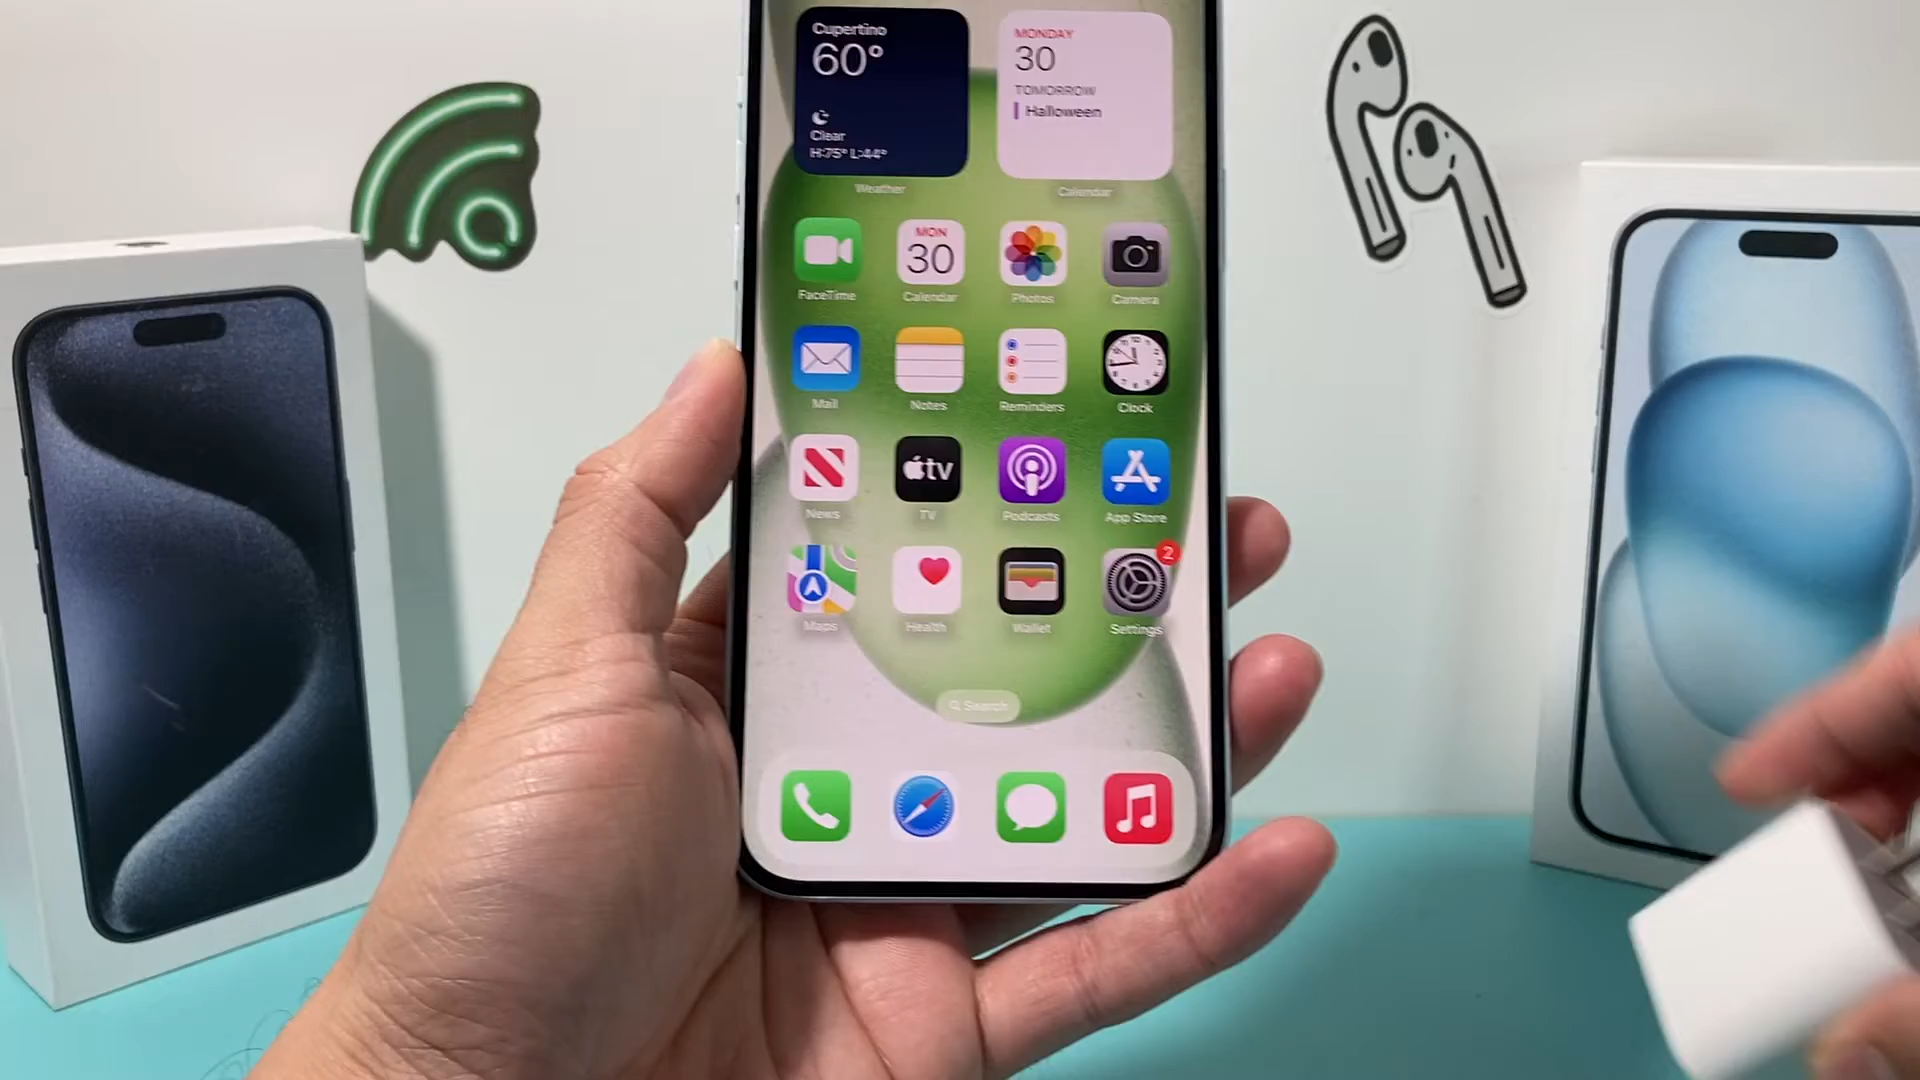 Cupertino
60°
Clear
H:75° L:44°
Weather
MONDAY
30
TOMORROW
Halloween
Calendar
FaceTime
MON
30
Calendar
Photos
Camera
Mail
Notes
Reminders
Clock
News
tv
TV
Podcasts
App Store
Maps
Health
Wallet
2
Settings
Search